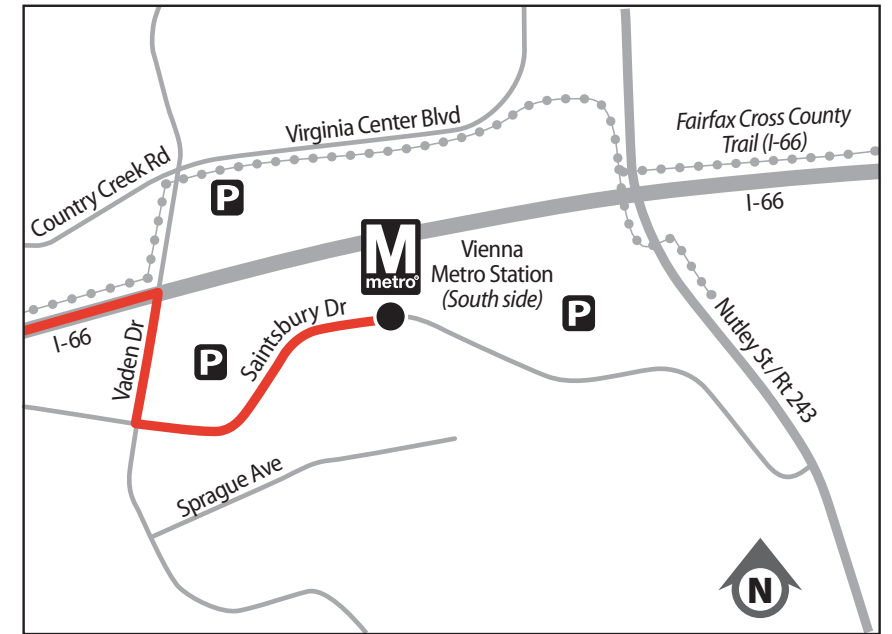 Virginia Center Blvd
Fairfax Cross County
Trail (I-66)
Country Creek Rd
P
I-66
M
metro®
Vienna
Metro Station
(South side)
P
I-66
Vaden Dr
P
Saintsbury Dr
Nutley St / Rt 243
Sprague Ave
N